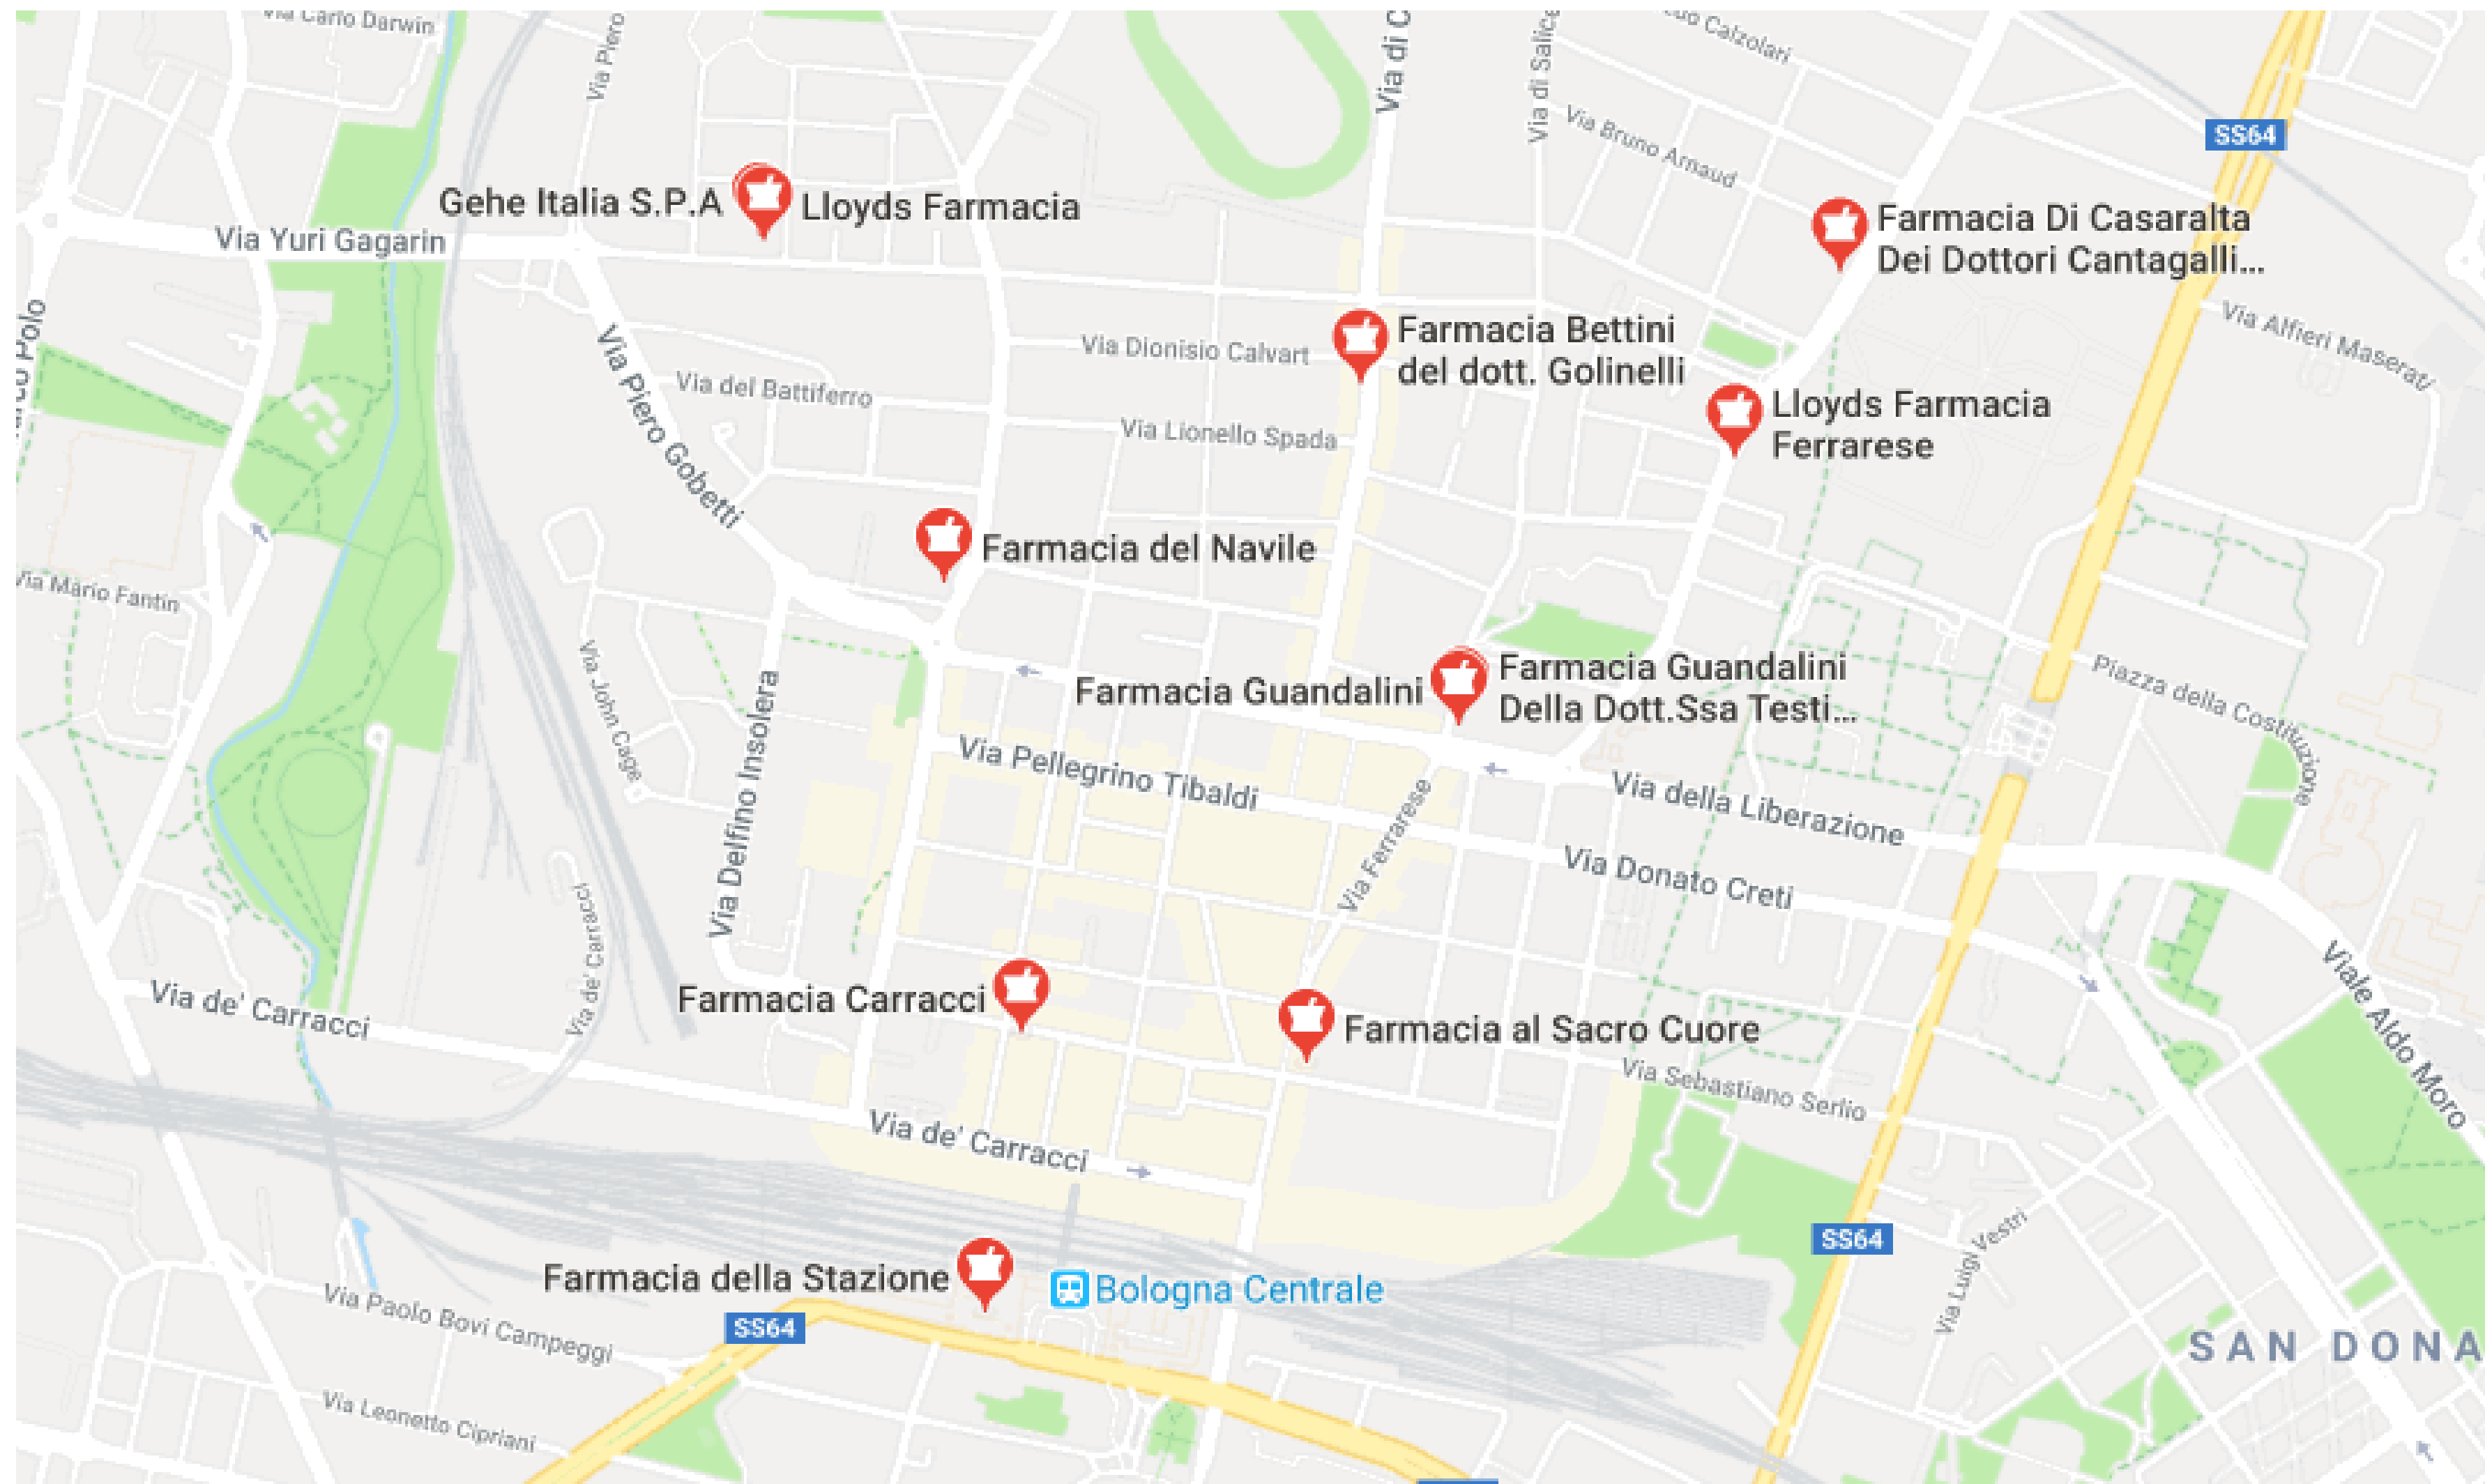 Via Carlo Darwin
Via Piero
Via di C
Via di Salice
Calzolari
Via Bruno Arnaud
SS64
Gehe Italia S.P.A
Lloyds Farmacia
Farmacia Di Casaralta
Dei Dottori Cantagalli...
Via Yuri Gagarin
Via Alfieri Maserati
Polo
Via Piero Gobetti
Via Dionisio Calvart
Farmacia Bettini
del dott. Golinelli
Via del Battiferro
Via Lionello Spada
Lloyds Farmacia
Ferrarese
Farmacia del Navile
Via Mario Fantin
Via John Cage
Via Delfino Insolera
Farmacia Guandalini
Farmacia Guandalini
Della Dott.Ssa Testi...
Piazza della Costituzione
Via Pellegrino Tibaldi
Via della Liberazione
Via Ferrarese
Via Donato Creti
Via de' Carracci
Viale Aldo Moro
Via de' Carracci
Farmacia Carracci
Farmacia al Sacro Cuore
Via Sebastiano Serlio
Via de' Carracci
SS64
Via Luigi Vestri
Farmacia della Stazione
Bologna Centrale
Via Paolo Bovi Campeggi
SS64
SAN DONA
Via Leonetto Cipriani